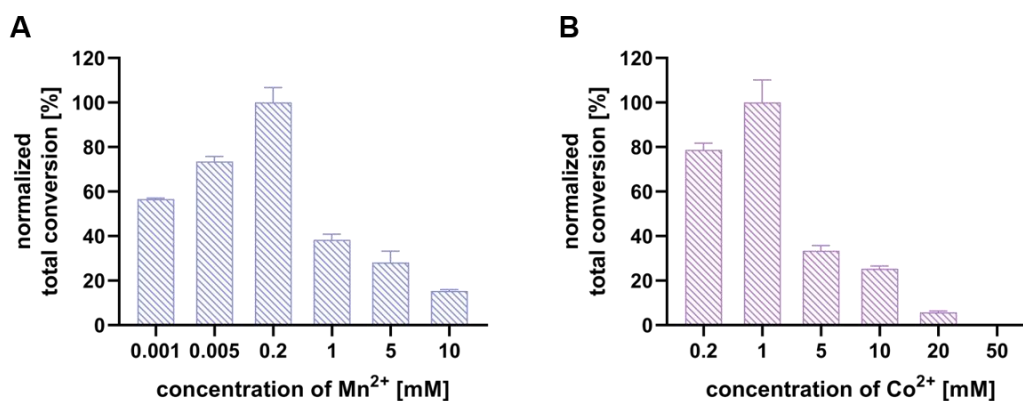 A
normalized
total conversion [%]
120
100
80
60
40
20
0
0.001 0.005 0.2 1 5 10
concentration of Mn²⁺ [mM]
B
normalized
total conversion [%]
120
100
80
60
40
20
0
0.2 1 5 10 20 50
concentration of Co²⁺ [mM]